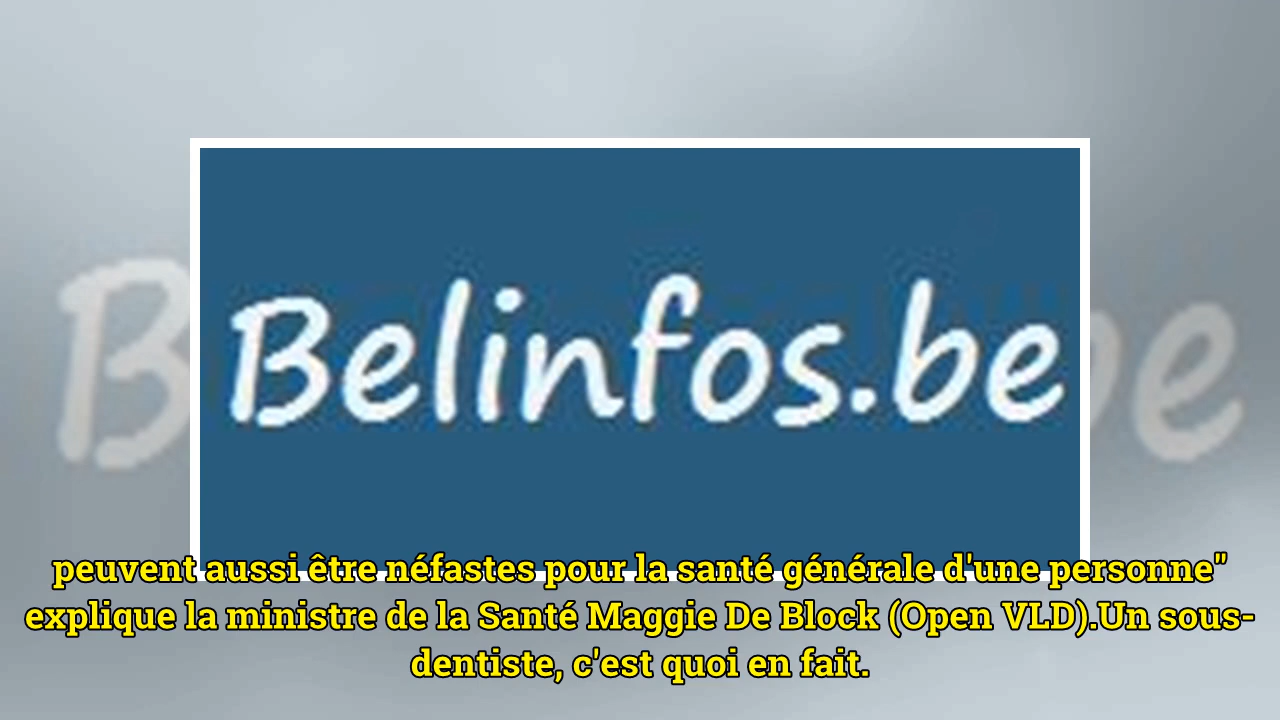 Belinfos.be
peuvent aussi être néfastes pour la santé générale d'une personne"
explique la ministre de la Santé Maggie De Block (Open VLD).Un sous-
dentiste, c'est quoi en fait.